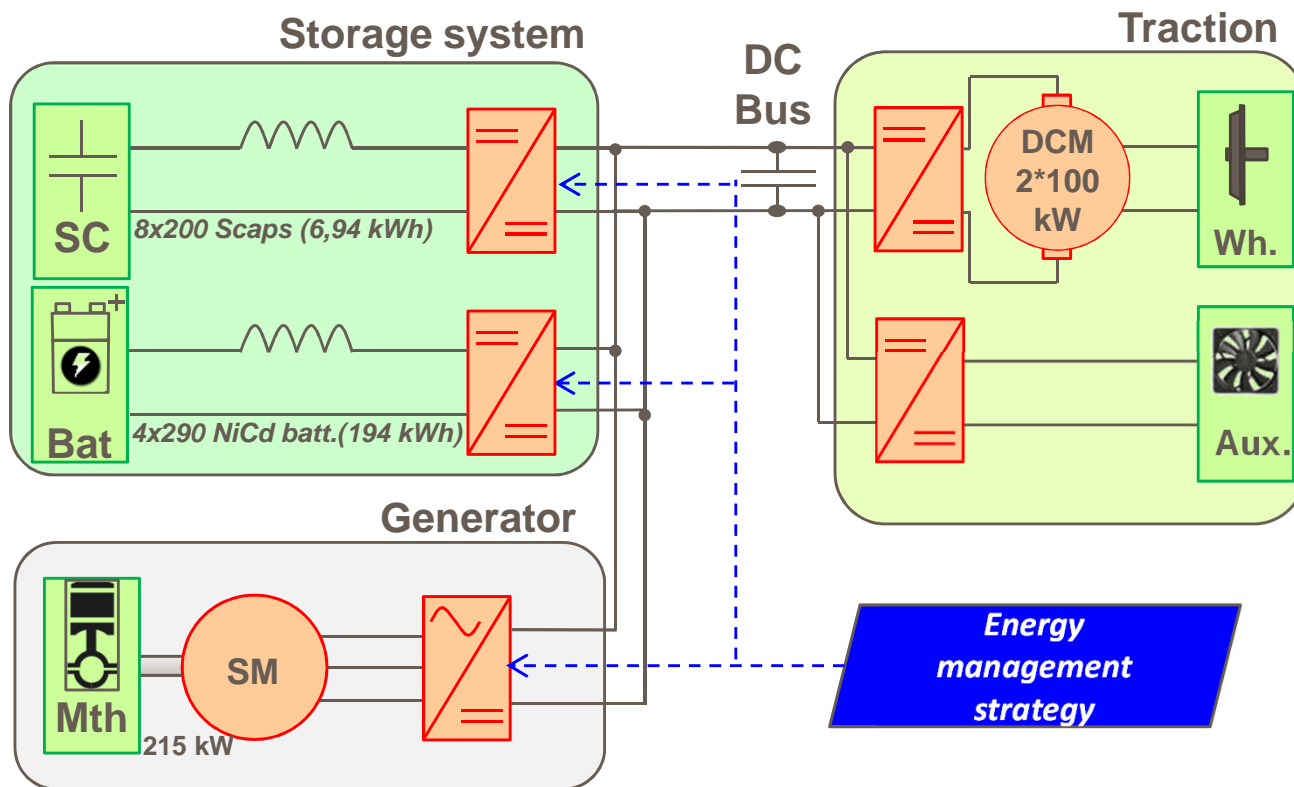 Storage system
DC
Bus
Traction
SC
8x200 Scaps (6,94 kWh)
+
Bat
4x290 NiCd batt.(194 kWh)
DCM
2*100
kW
Wh.
Aux.
Generator
Mth
215 kW
SM
Energy
management
strategy